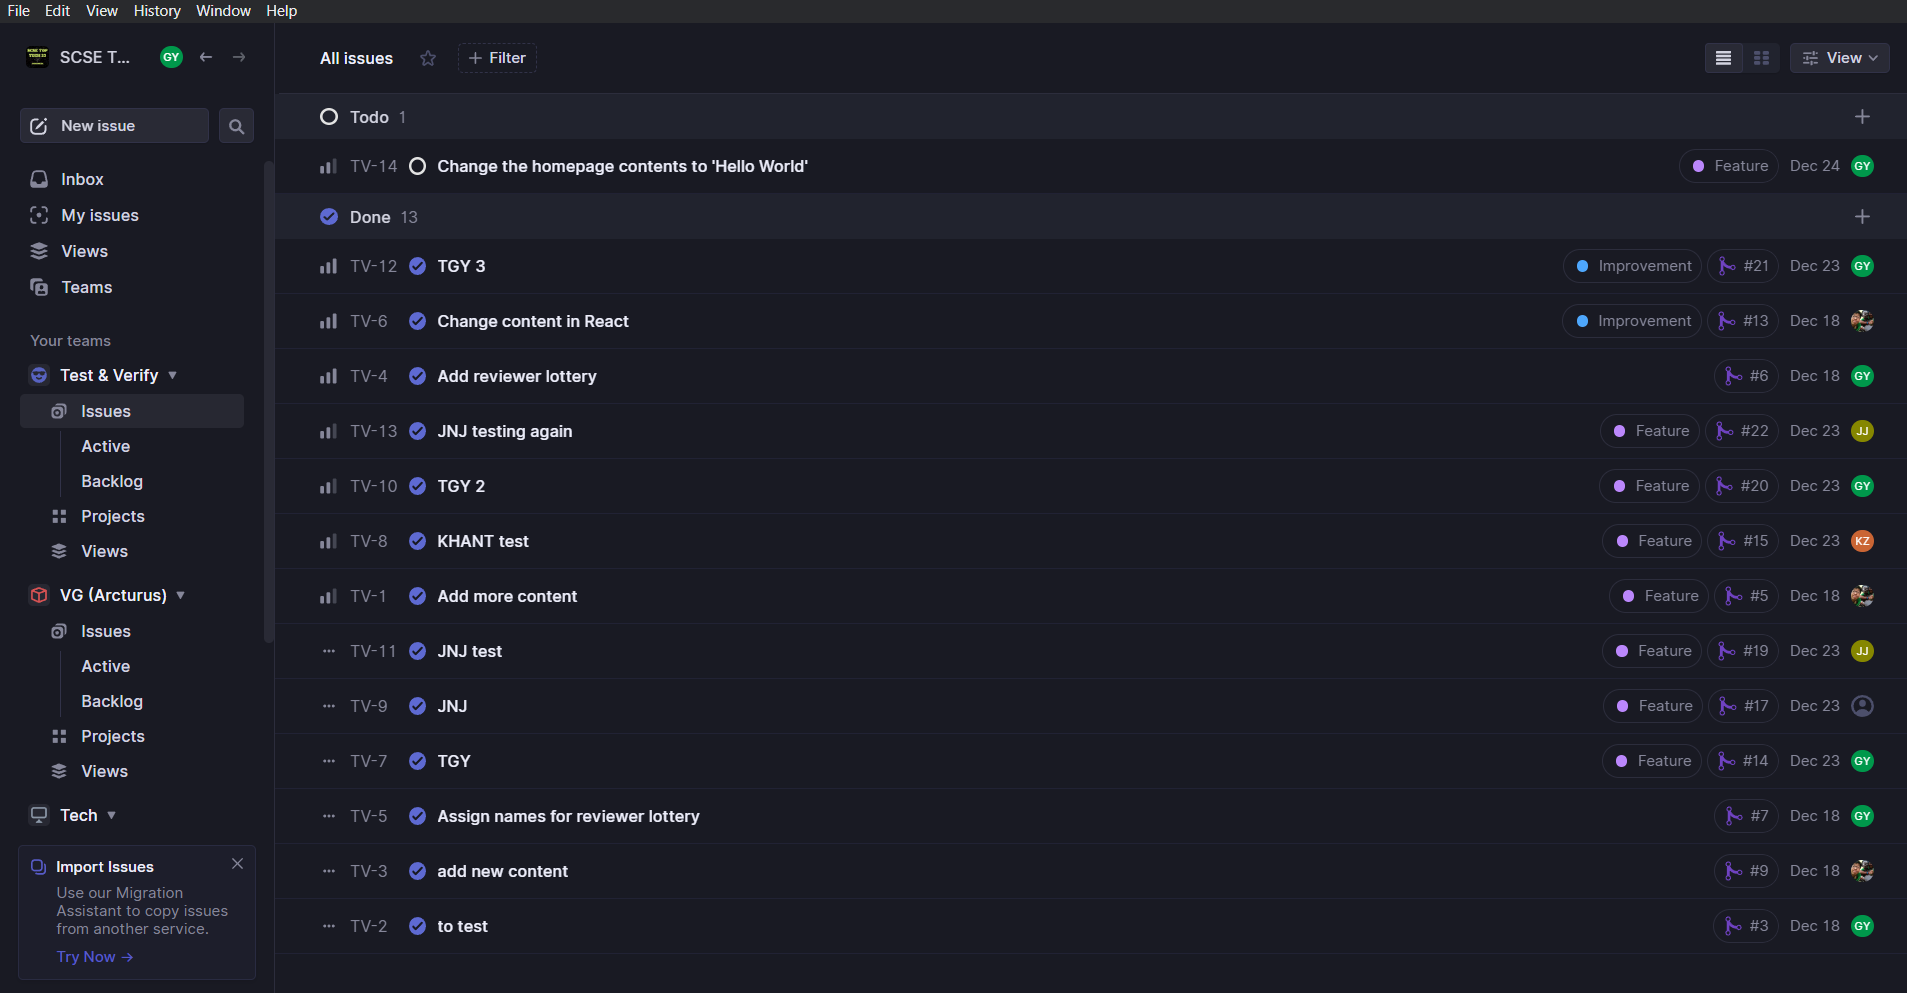 File Edit View History Window Help
SCSE T... GY
All issues Filter View
New issue
Inbox
My issues
Views
Teams
Your teams
Test & Verify
Issues
Active
Backlog
Projects
Views
VG (Arcturus)
Issues
Active
Backlog
Projects
Views
Tech
Import Issues
Use our Migration
Assistant to copy issues
from another service.
Try Now →
Todo 1
TV-14 Change the homepage contents to 'Hello World' Feature Dec 24 GY
Done 13
TV-12 TGY 3 Improvement #21 Dec 23 GY
TV-6 Change content in React Improvement #13 Dec 18
TV-4 Add reviewer lottery #6 Dec 18 GY
TV-13 JNJ testing again Feature #22 Dec 23 JJ
TV-10 TGY 2 Feature #20 Dec 23 GY
TV-8 KHANT test Feature #15 Dec 23 KZ
TV-1 Add more content Feature #5 Dec 18
TV-11 JNJ test Feature #19 Dec 23 JJ
TV-9 JNJ Feature #17 Dec 23
TV-7 TGY Feature #14 Dec 23 GY
TV-5 Assign names for reviewer lottery #7 Dec 18 GY
TV-3 add new content #9 Dec 18
TV-2 to test #3 Dec 18 GY